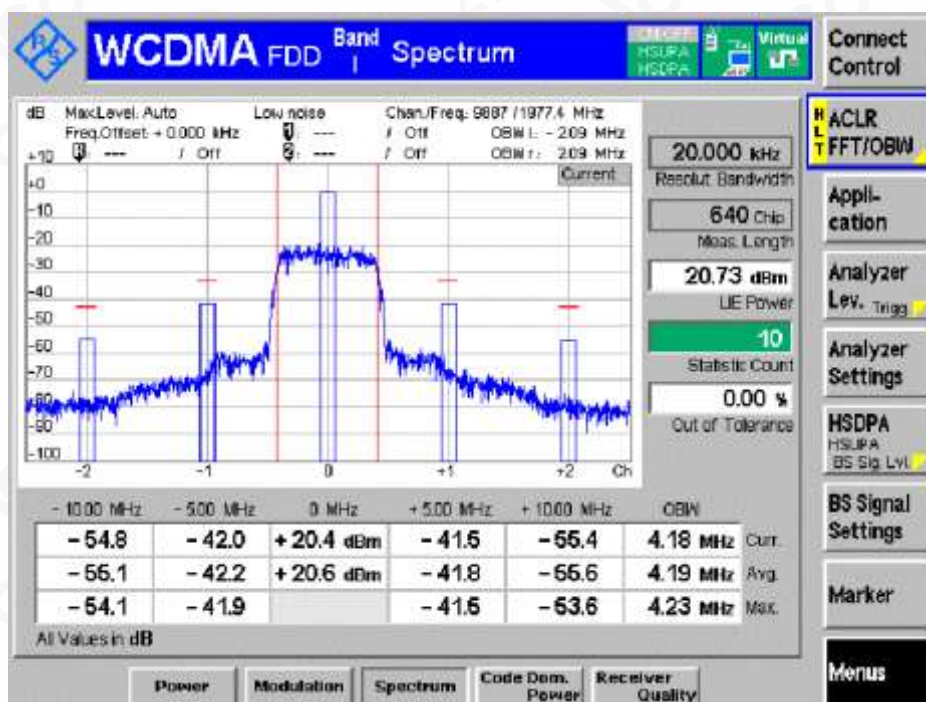 WCDMA FDD Band I Spectrum
HSUPA
HSDPA
Virtual
Connect Control
dB Max.Level: Auto Low noise Chan./Freq.: 9887 / 1977.4 MHz
Freq.Offset: + 0.000 kHz 1: --- / Off OBW l: - 2.09 MHz
--- / Off 2: --- / Off OBW r: 2.09 MHz
Current
+10
+0
-10
-20
-30
-40
-50
-60
-70
-80
-90
-100
-2 -1 0 +1 +2 Ch
20.000 kHz
Resolut. Bandwidth
640 Chip
Meas. Length
20.73 dBm
UE Power
10
Statistic Count
0.00 %
Out of Tolerance
- 10.00 MHz - 5.00 MHz 0 MHz + 5.00 MHz + 10.00 MHz OBW
- 54.8 - 42.0 + 20.4 dBm - 41.5 - 55.4 4.18 MHz Curr.
- 55.1 - 42.2 + 20.6 dBm - 41.8 - 55.6 4.19 MHz Avg.
- 54.1 - 41.9 - 41.5 - 53.6 4.23 MHz Max.
All Values in dB
H L T
ACLR
FFT/OBW
Appli-
cation
Analyzer
Lev. Trigg
Analyzer
Settings
HSDPA
HSUPA
BS Sig. Lvl.
BS Signal
Settings
Marker
Menus
Power Modulation Spectrum Code Dom. Power Receiver Quality